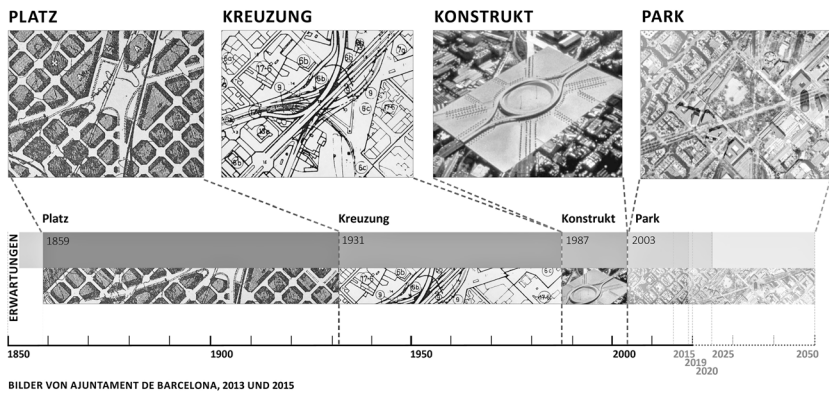 PLATZ
KREUZUNG
KONSTRUKT
PARK
Platz
Kreuzung
Konstrukt
Park
ERWARTUNGEN
1859
1931
1987
2003
1850
1900
1950
2000
2015
2019
2020
2025
2050
BILDER VON AJUNTAMENT DE BARCELONA, 2013 UND 2015